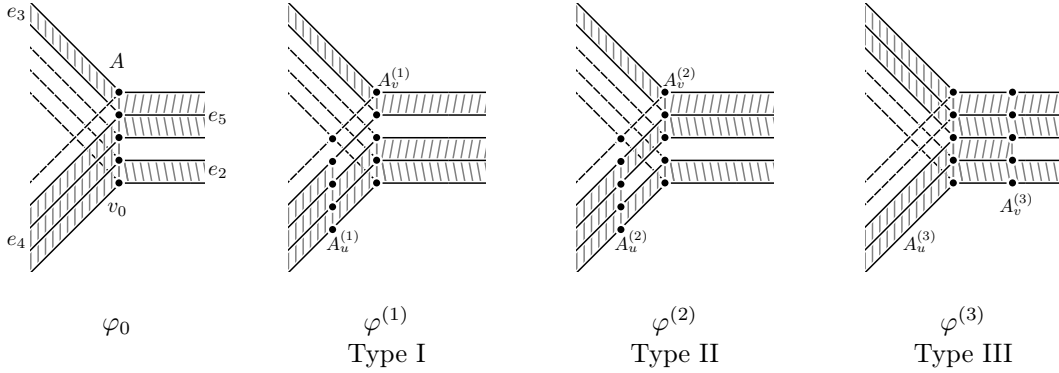 e₃
A
e₅
e₂
v₀
e₄
φ₀
A_v^{(1)}
A_u^{(1)}
φ^{(1)}
Type I
A_v^{(2)}
A_u^{(2)}
φ^{(2)}
Type II
A_v^{(3)}
A_u^{(3)}
φ^{(3)}
Type III